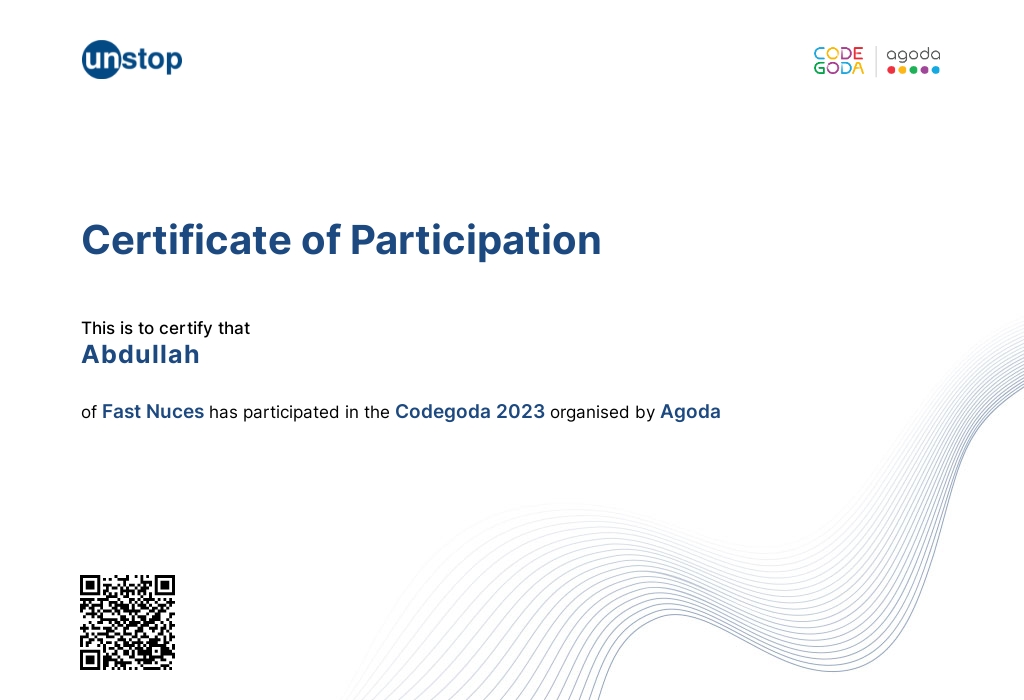 unstop
CODE
GODA
agoda
Certificate of Participation
This is to certify that
Abdullah
of Fast Nuces has participated in the Codegoda 2023 organised by Agoda